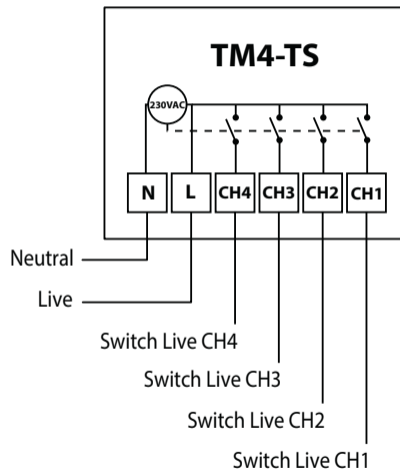 TM4-TS
230VAC
N L CH4 CH3 CH2 CH1
Neutral
Live
Switch Live CH4
Switch Live CH3
Switch Live CH2
Switch Live CH1